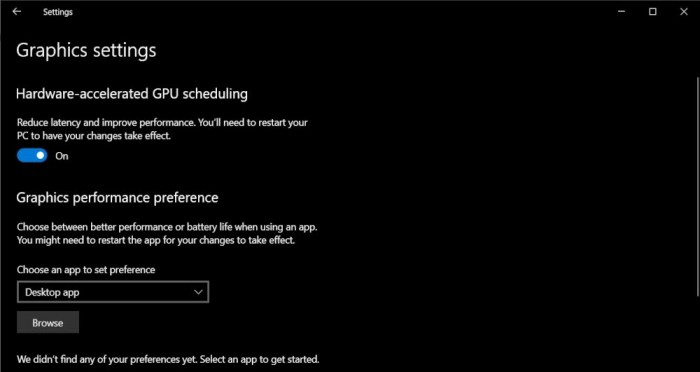 Settings
Graphics settings
Hardware-accelerated GPU scheduling
Reduce latency and improve performance. You'll need to restart your
PC to have your changes take effect.
On
Graphics performance preference
Choose between better performance or battery life when using an app.
You might need to restart the app for your changes to take effect.
Choose an app to set preference
Desktop app
Browse
We didn't find any of your preferences yet. Select an app to get started.